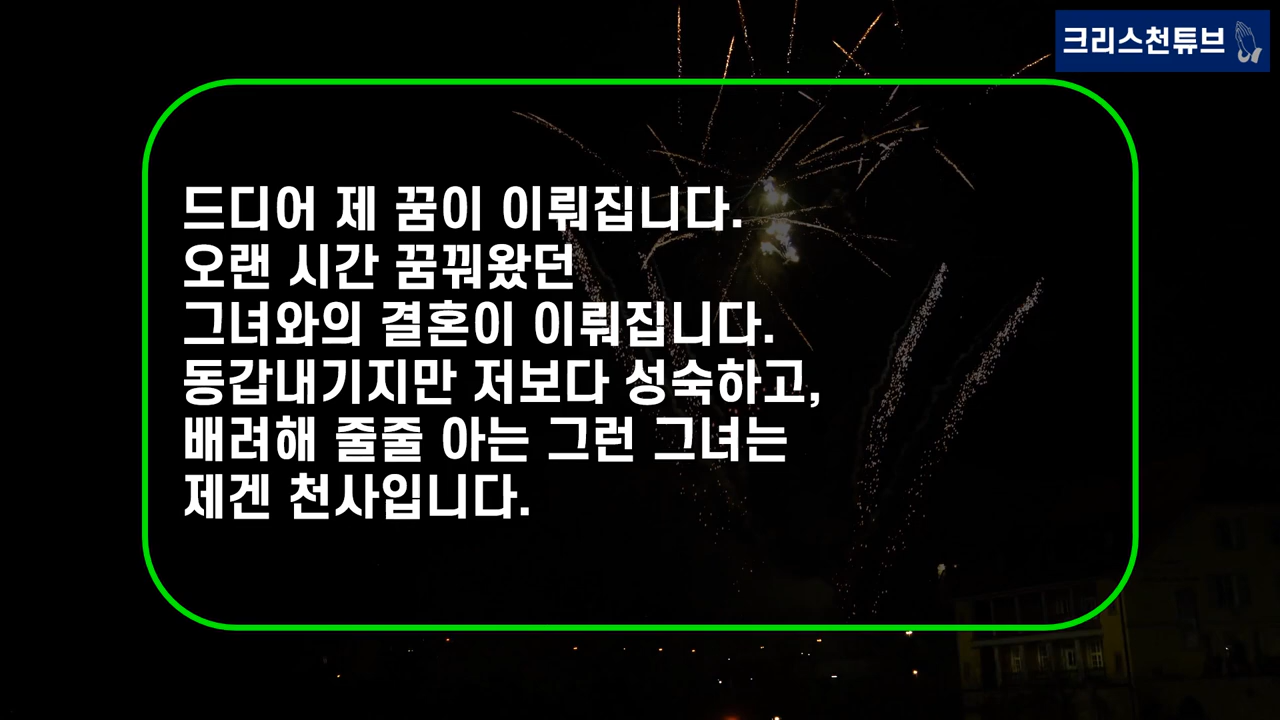 크리스천튜브
드디어 제 꿈이 이뤄집니다.
오랜 시간 꿈꿔왔던
그녀와의 결혼이 이뤄집니다.
동갑내기지만 저보다 성숙하고,
배려해 줄줄 아는 그런 그녀는
제겐 천사입니다.